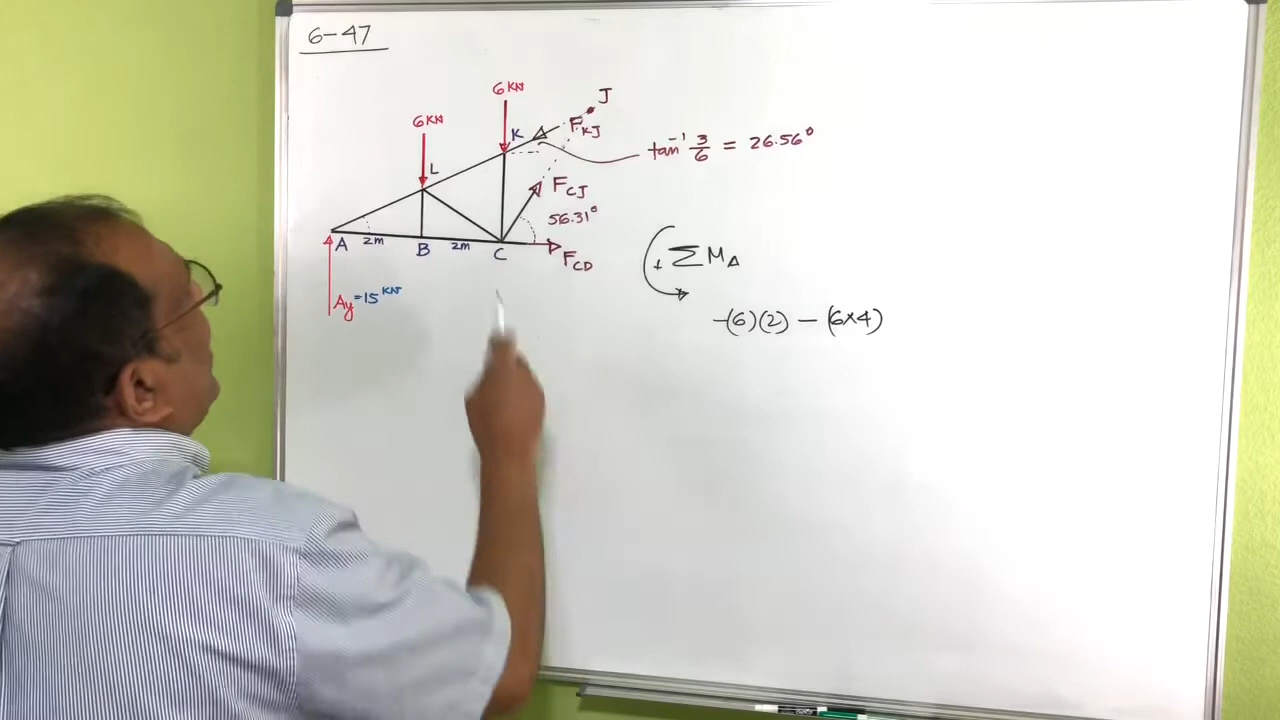 6-47
6KN
6KN
J
K
F_KJ
tan⁻¹ 3/6 = 26.56°
L
F_CJ
56.31°
A 2m B 2m C
F_CD
+ ΣM_A
Ay=15 KN
-(6)(2) - (6×4)